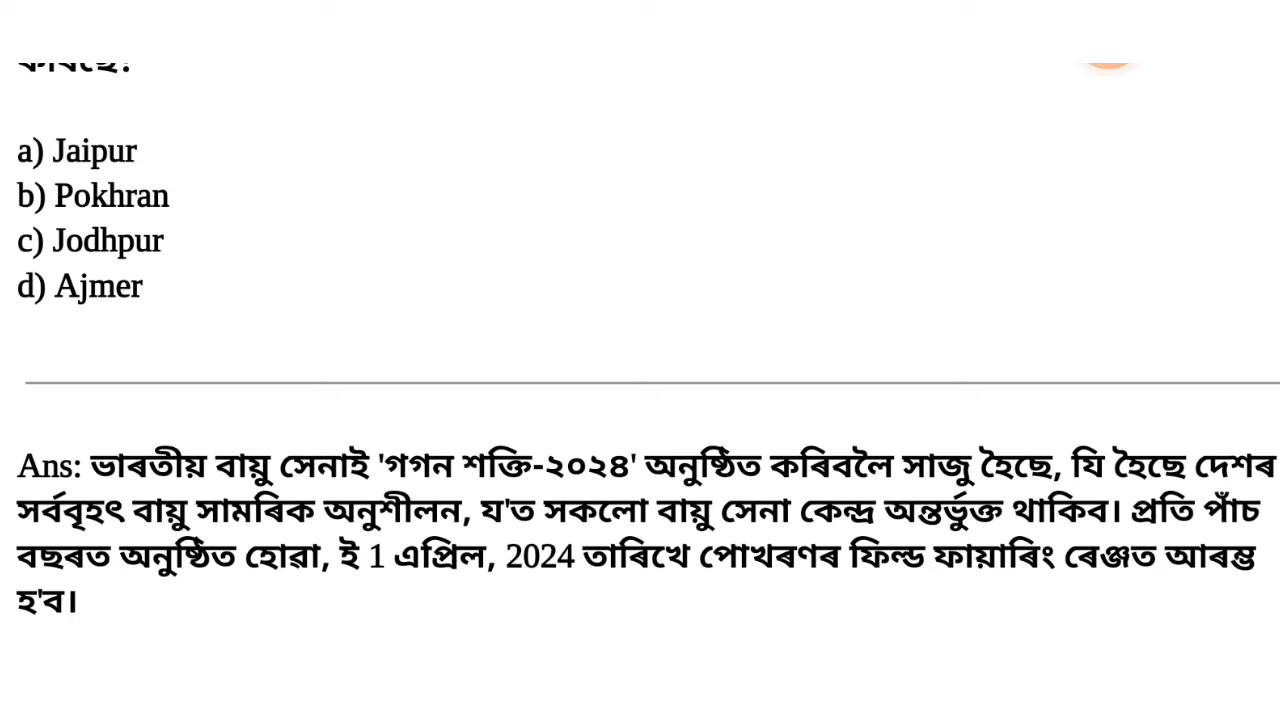 a) Jaipur
b) Pokhran
c) Jodhpur
d) Ajmer
Ans: ভাৰতীয় বায়ু সেনাই 'গগন শক্তি-২০২৪' অনুষ্ঠিত কৰিবলৈ সাজু হৈছে, যি হৈছে দেশৰ
সৰ্ববৃহৎ বায়ু সামৰিক অনুশীলন, য'ত সকলো বায়ু সেনা কেন্দ্ৰ অন্তৰ্ভুক্ত থাকিব। প্ৰতি পাঁচ
বছৰত অনুষ্ঠিত হোৱা, ই 1 এপ্ৰিল, 2024 তাৰিখে পোখৰণৰ ফিল্ড ফায়াৰিং ৰেঞ্জত আৰম্ভ
হ'ব।